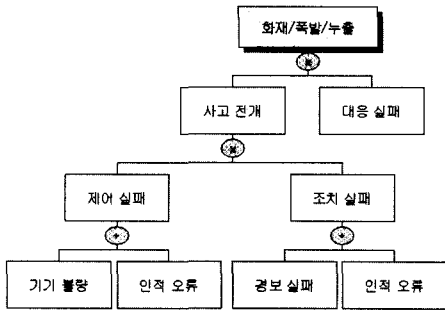 화재/폭발/누출
사고 전개
대응 실패
제어 실패
조치 실패
기기 불량
인적 오류
경보 실패
인적 오류